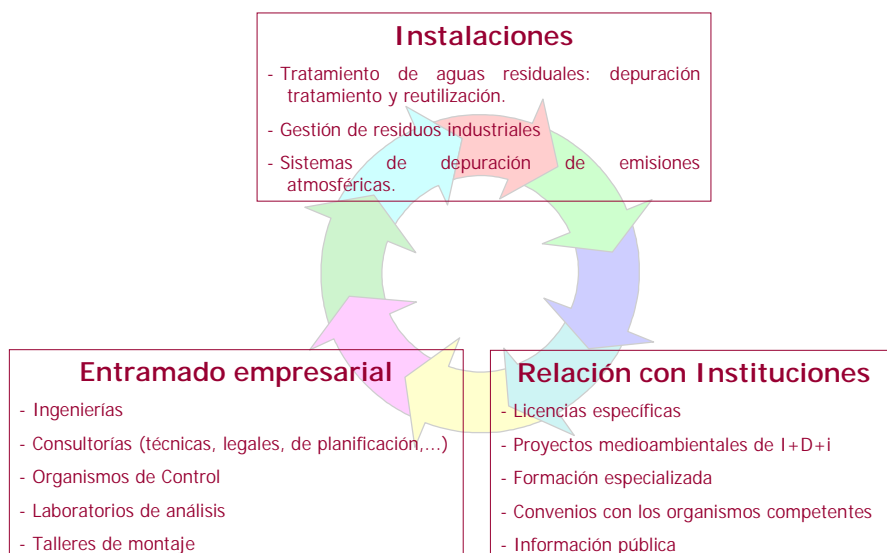 Instalaciones
- Tratamiento de aguas residuales: depuración
tratamiento y reutilización.
- Gestión de residuos industriales
- Sistemas de depuración de emisiones
atmosféricas.
Entramado empresarial
- Ingenierías
- Consultorías (técnicas, legales, de planificación,...)
- Organismos de Control
- Laboratorios de análisis
- Talleres de montaje
Relación con Instituciones
- Licencias específicas
- Proyectos medioambientales de I+D+i
- Formación especializada
- Convenios con los organismos competentes
- Información pública